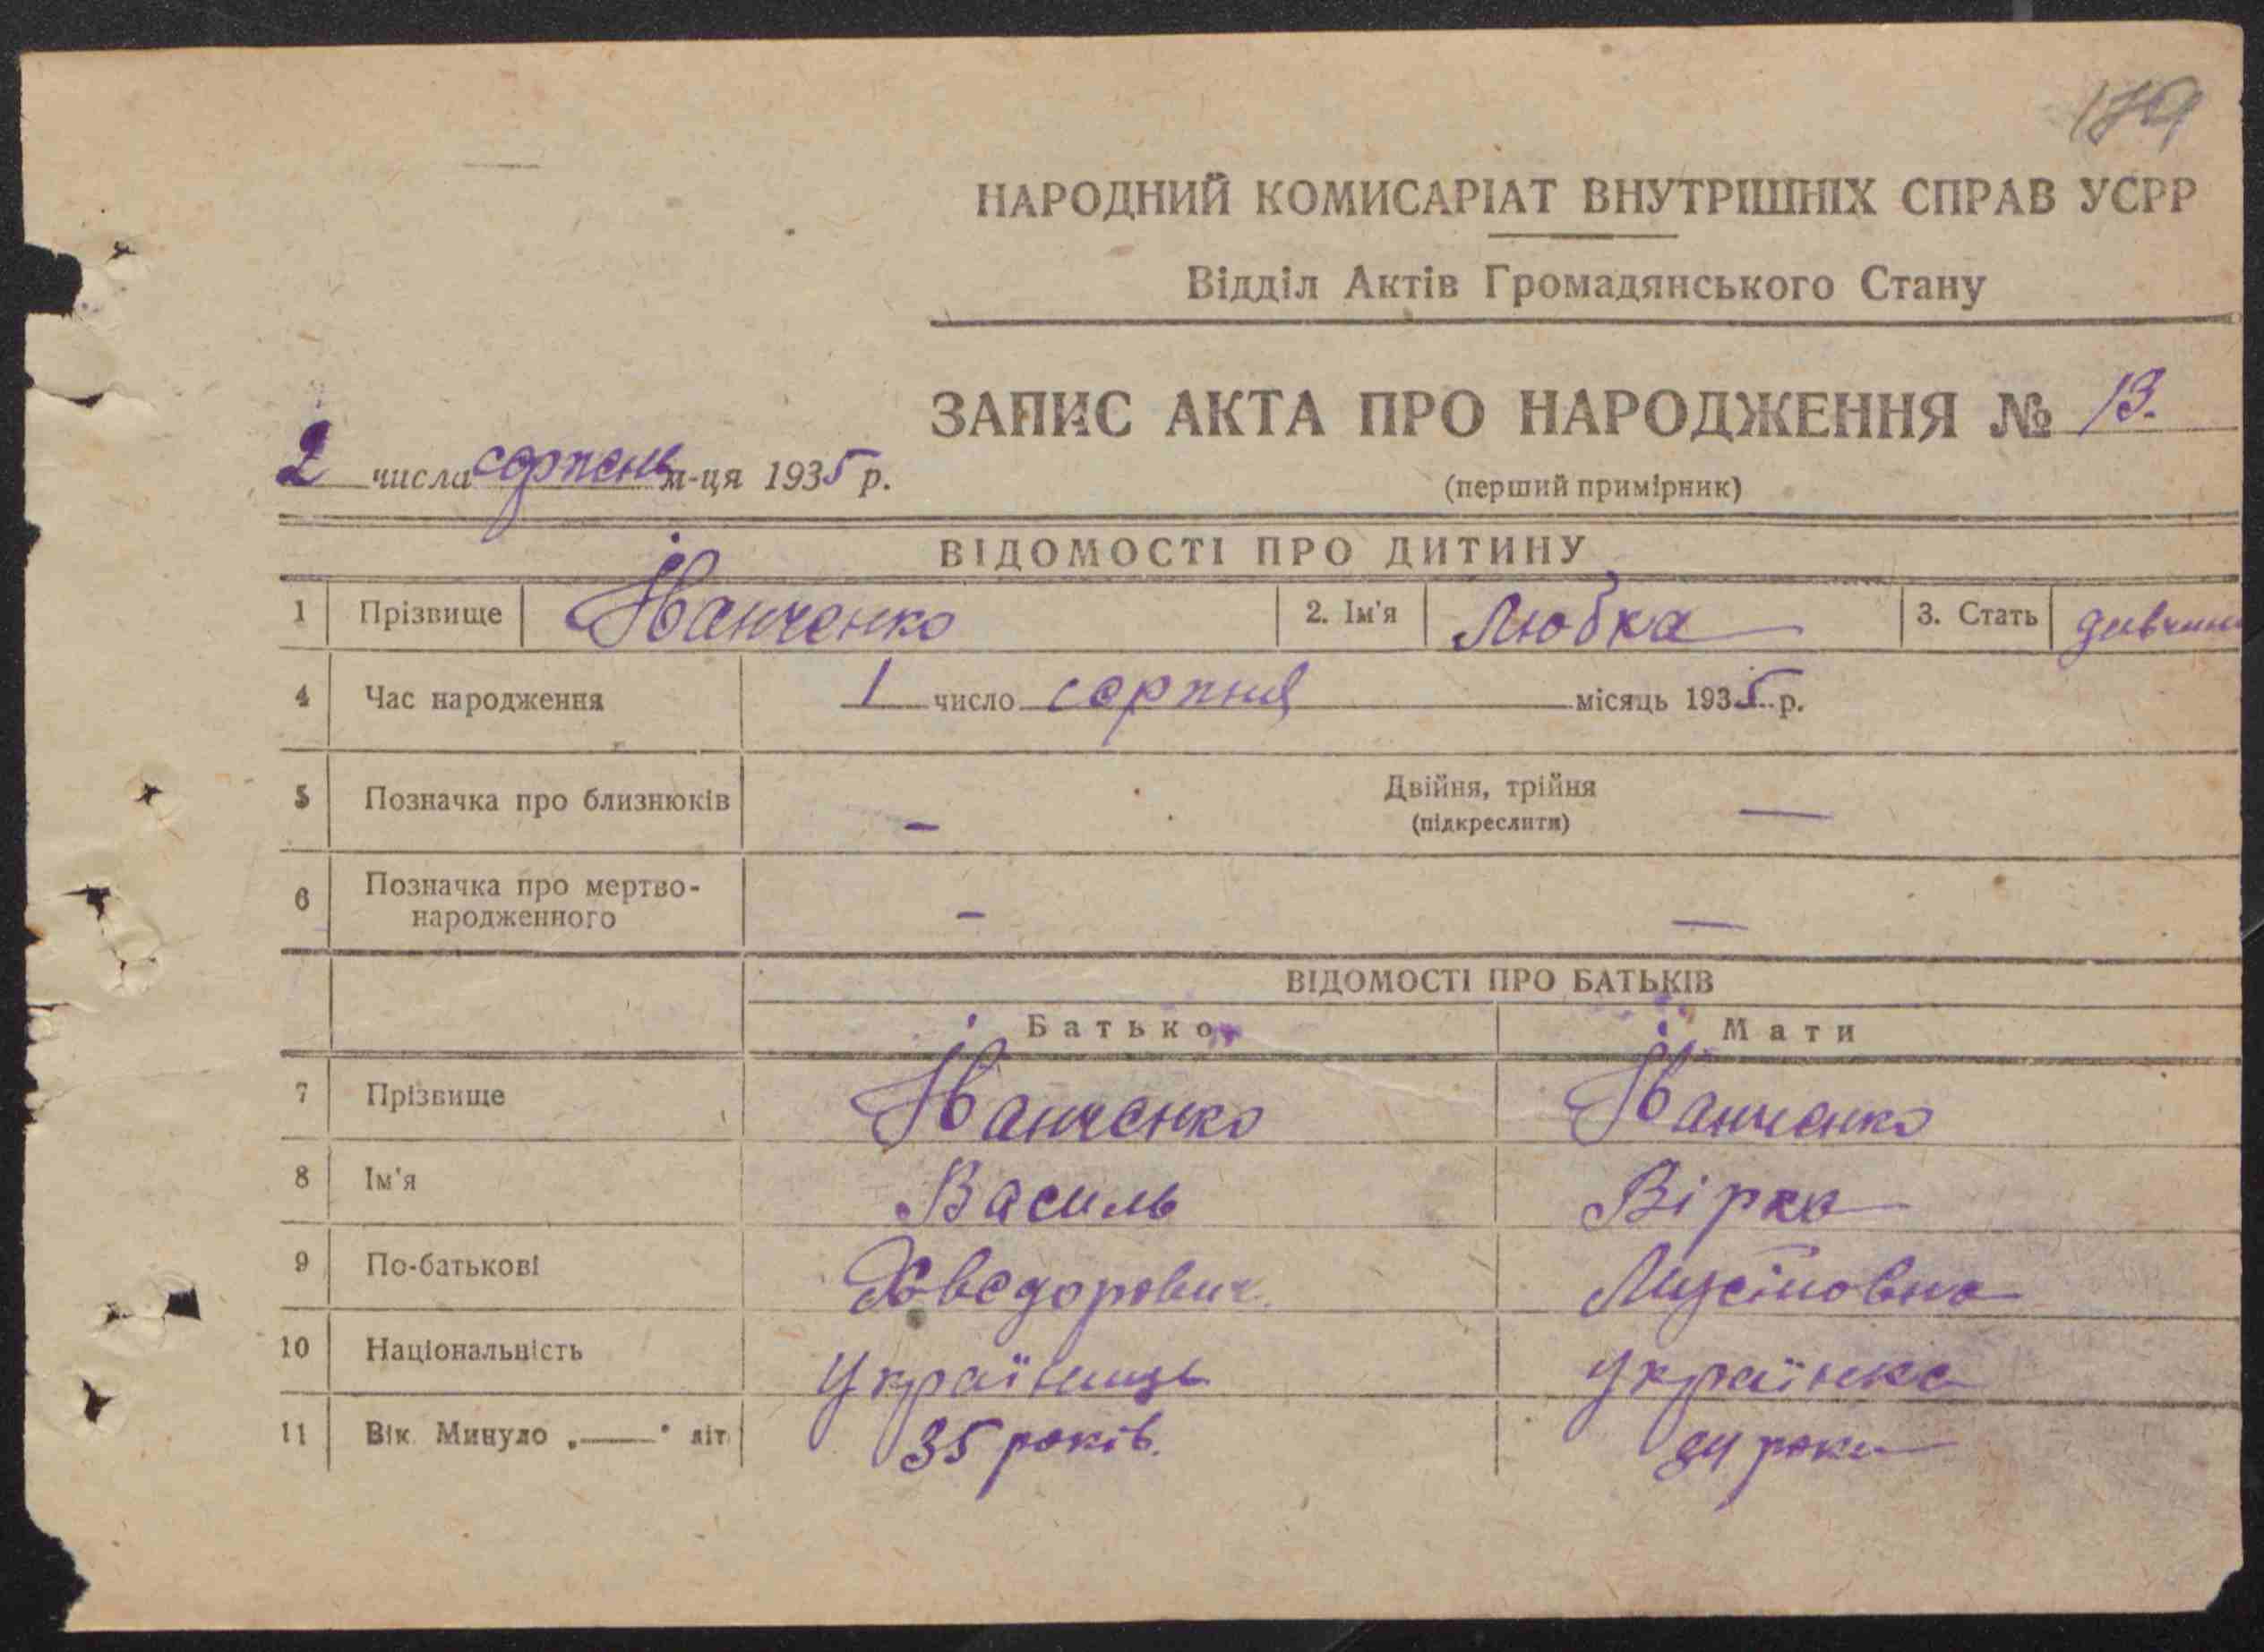 179
НАРОДНИЙ КОМИСАРІАТ ВНУТРІШНІХ СПРАВ УСРР
Відділ Актів Громадянського Стану
ЗАПИС АКТА ПРО НАРОДЖЕННЯ № 13.
2 числа серпень м-ця 1935 р.
(перший примірник)
ВІДОМОСТІ ПРО ДИТИНУ
1 Прізвище Іванченко 2. Ім'я Любка 3. Стать дивчина
4 Час народження 1 число серпня місяць 1935 р.
5 Позначка про близнюків - Двійня, трійня —
(підкреслити)
6 Позначка про мертво-
народженного - —
ВІДОМОСТІ ПРО БАТЬКІВ
Батько Мати
7 Прізвище Іванченко Іванченко
8 Ім'я Василь Вірка
9 По-батькові Хведорович
10 Національність Українець Українка
11 Вік. Минуло „—" літ 35 років. роки